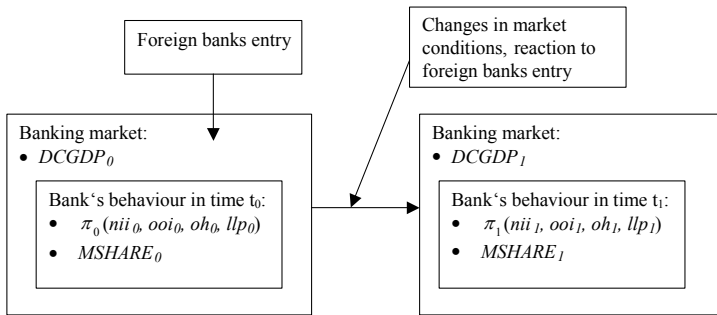 Foreign banks entry
Changes in market
conditions, reaction to
foreign banks entry
Banking market:
• DCGDP₀
Bank‘s behaviour in time t₀:
• π₀(nii₀, ooi₀, oh₀, llp₀)
• MSHARE₀
Banking market:
• DCGDP₁
Bank‘s behaviour in time t₁:
• π₁(nii₁, ooi₁, oh₁, llp₁)
• MSHARE₁